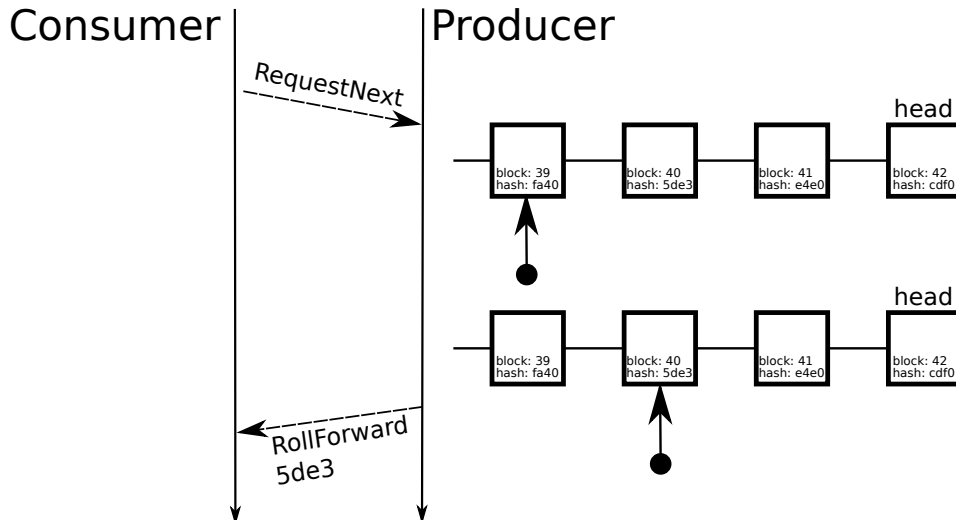 Consumer
Producer
RequestNext
head
block: 39
hash: fa40
block: 40
hash: 5de3
block: 41
hash: e4e0
block: 42
hash: cdf0
head
block: 39
hash: fa40
block: 40
hash: 5de3
block: 41
hash: e4e0
block: 42
hash: cdf0
RollForward
5de3